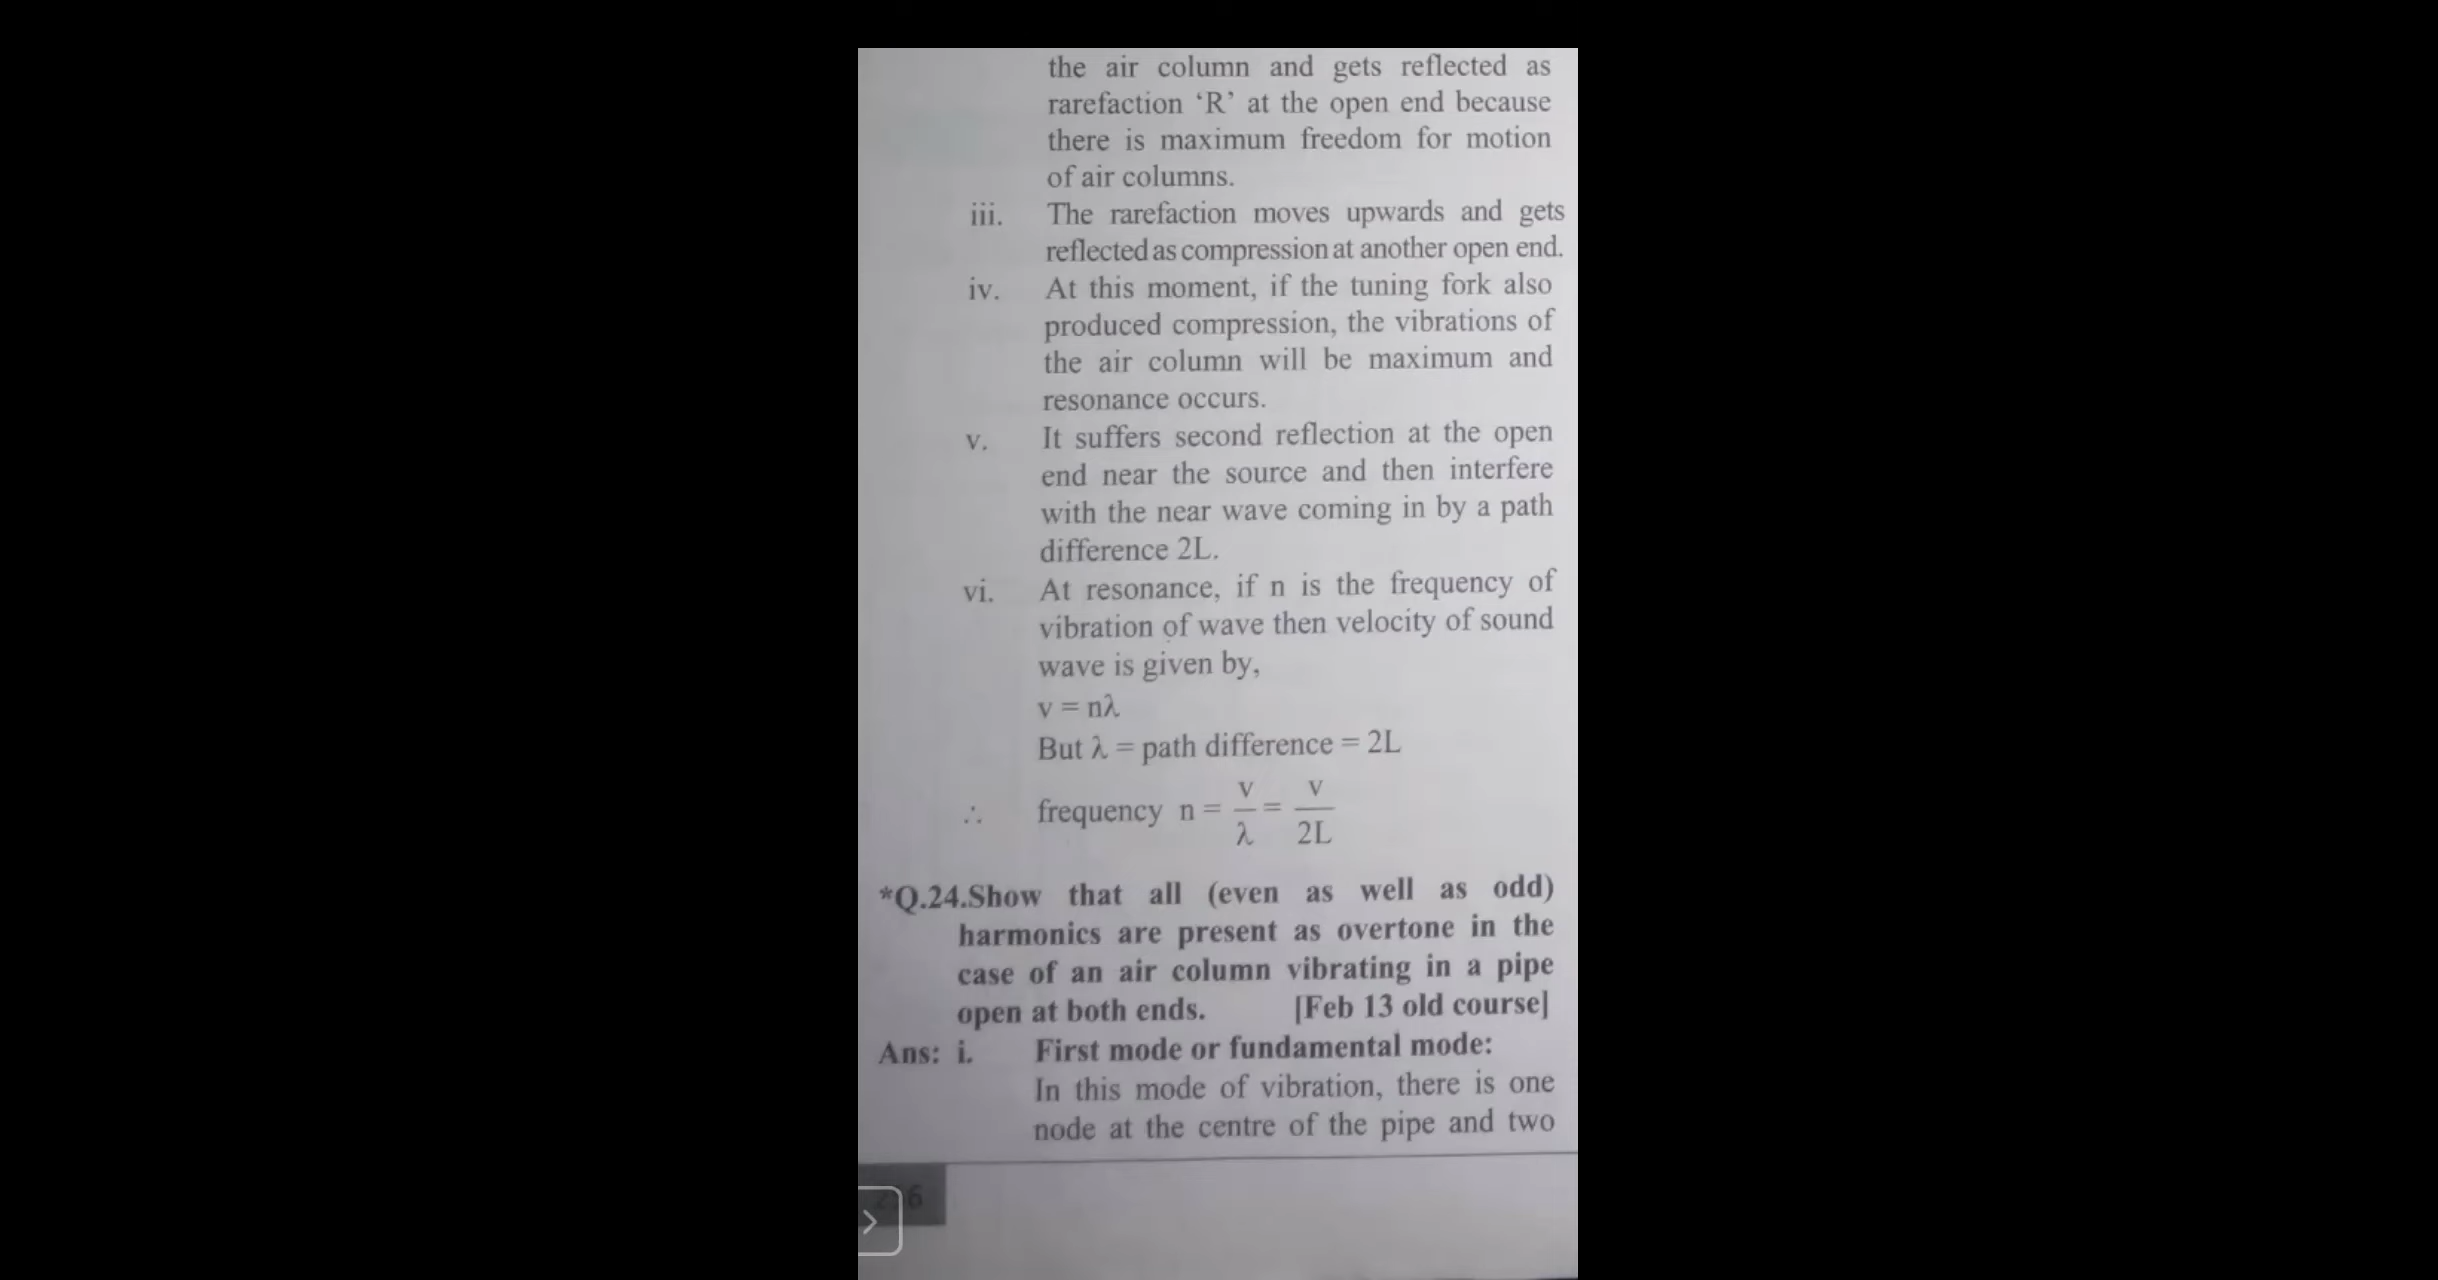 the air column and gets reflected as
rarefaction ‘R’ at the open end because
there is maximum freedom for motion
of air columns.
iii. The rarefaction moves upwards and gets
reflected as compression at another open end.
iv. At this moment, if the tuning fork also
produced compression, the vibrations of
the air column will be maximum and
resonance occurs.
v. It suffers second reflection at the open
end near the source and then interfere
with the near wave coming in by a path
difference 2L.
vi. At resonance, if n is the frequency of
vibration of wave then velocity of sound
wave is given by,
v = nλ
But λ = path difference = 2L
∴ frequency n = v/λ = v/2L
*Q.24.Show that all (even as well as odd)
harmonics are present as overtone in the
case of an air column vibrating in a pipe
open at both ends. [Feb 13 old course]
Ans: i. First mode or fundamental mode:
In this mode of vibration, there is one
node at the centre of the pipe and two